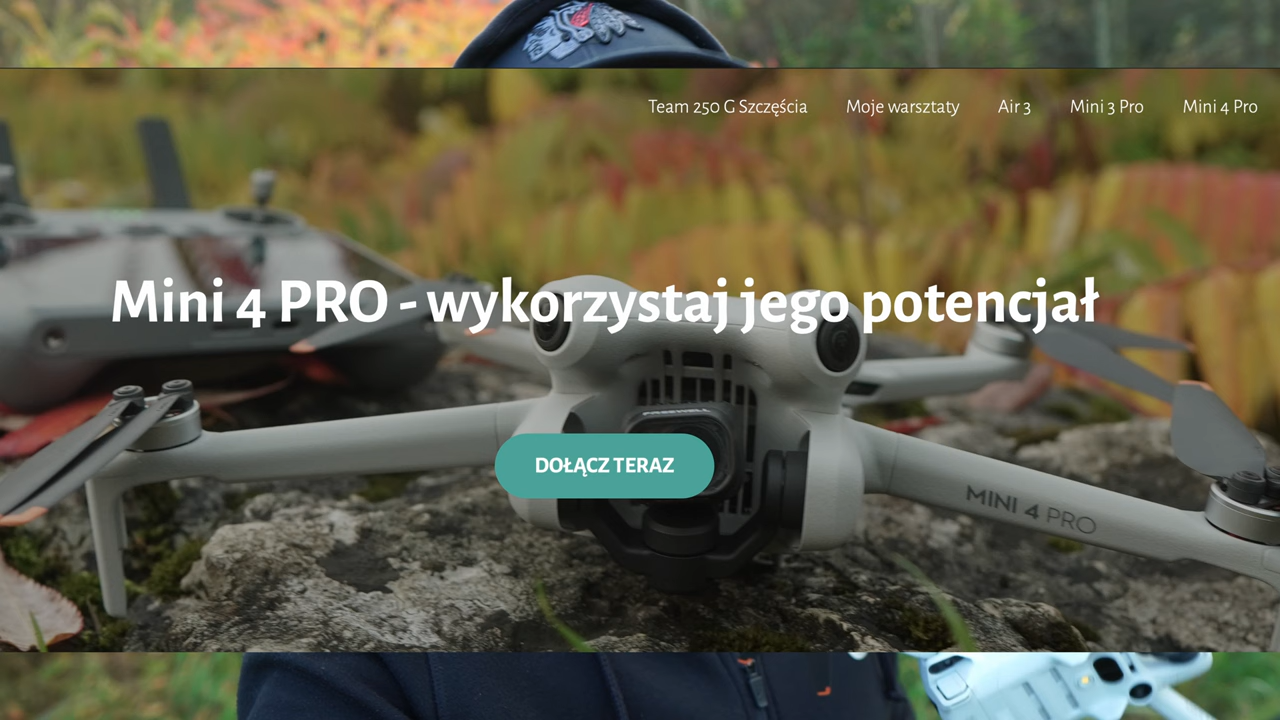 Team 250 G Szczęścia Moje warsztaty Air 3 Mini 3 Pro Mini 4 Pro
Mini 4 PRO - wykorzystaj jego potencjał
DOŁĄCZ TERAZ
MINI 4 PRO